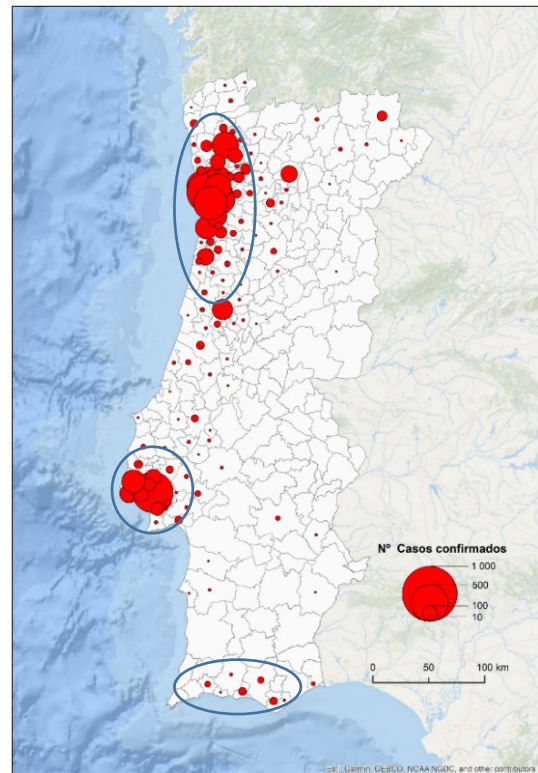 Nº Casos confirmados
1 000
500
100
10
0 50 100 km
Esri, Garmin, GEBCO, NOAA NGDC, and other contributors